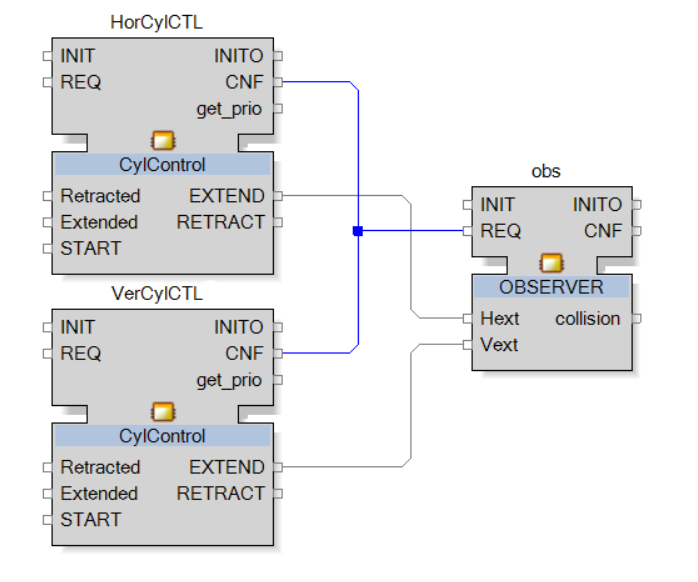 HorCylCTL
INIT INITO
REQ CNF
get_prio
CylControl
Retracted EXTEND
Extended RETRACT
START
VerCylCTL
INIT INITO
REQ CNF
get_prio
CylControl
Retracted EXTEND
Extended RETRACT
START
obs
INIT INITO
REQ CNF
OBSERVER
Hext collision
Vext